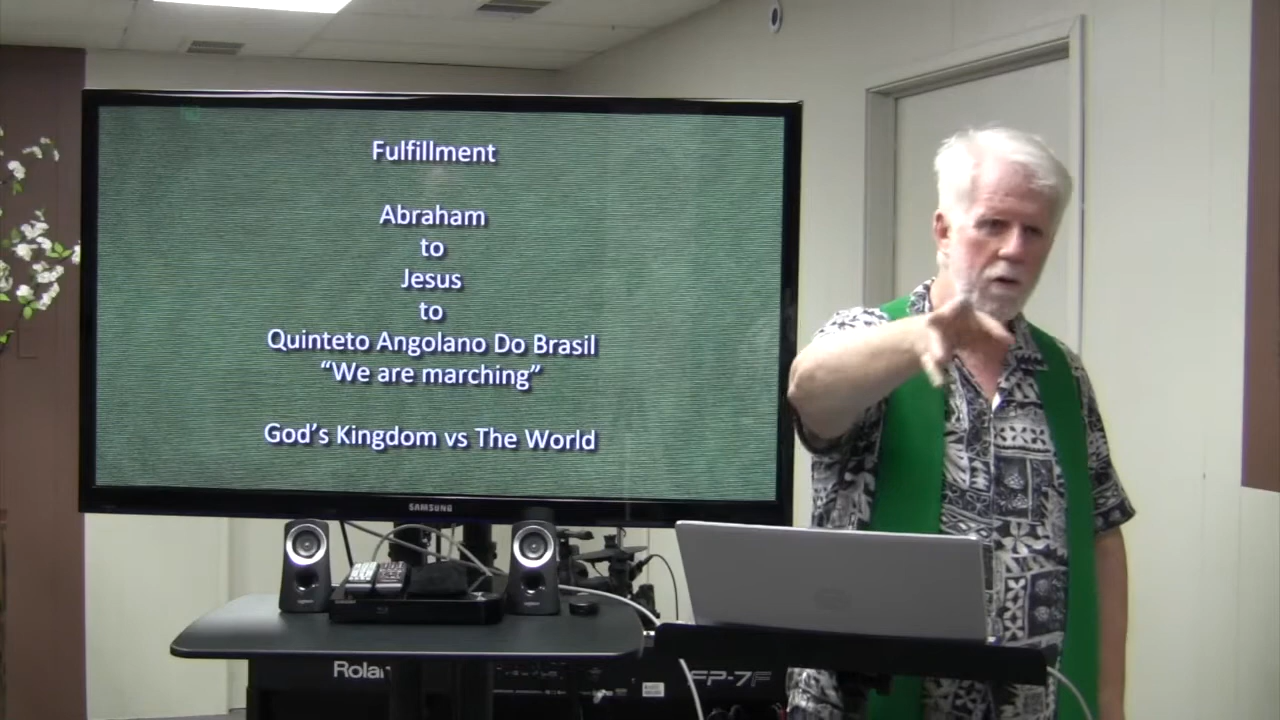 Fulfillment
Abraham
to
Jesus
to
Quinteto Angolano Do Brasil
“We are marching”
God’s Kingdom vs The World
SAMSUNG
Rolan
FP-7F